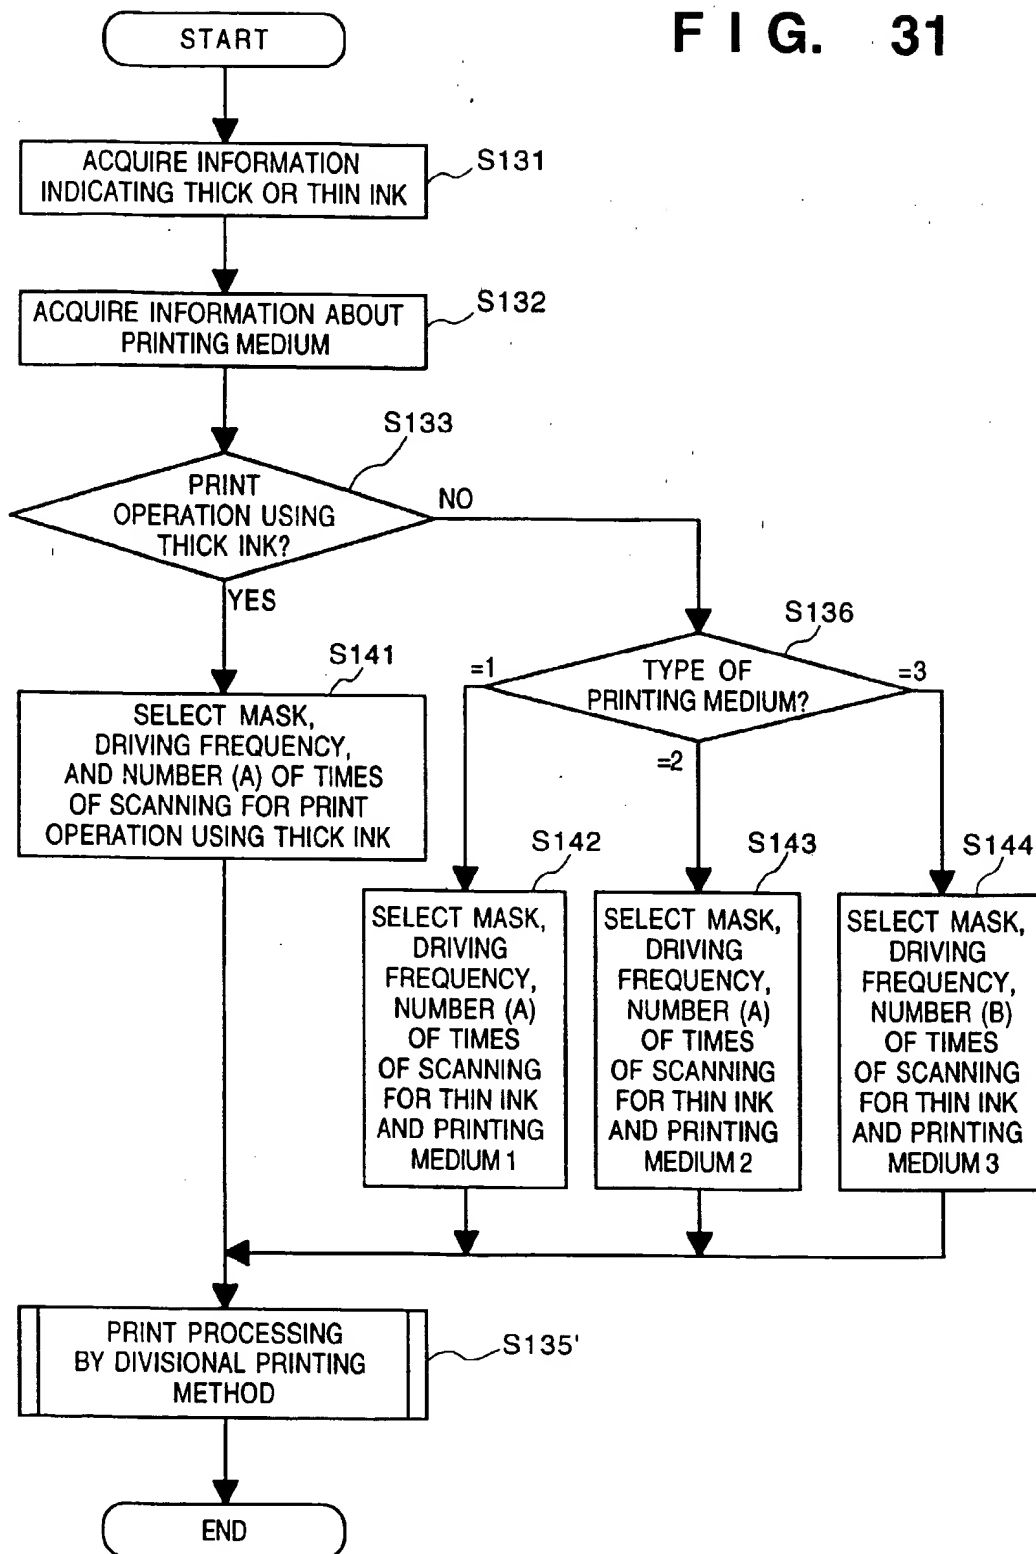 FIG. 31
START
ACQUIRE INFORMATION
INDICATING THICK OR THIN INK
S131
ACQUIRE INFORMATION ABOUT
PRINTING MEDIUM
S132
S133
PRINT
OPERATION USING
THICK INK?
NO
YES
S136
TYPE OF
PRINTING MEDIUM?
=1
=2
=3
S141
SELECT MASK,
DRIVING FREQUENCY,
AND NUMBER (A) OF TIMES
OF SCANNING FOR PRINT
OPERATION USING THICK INK
S142
SELECT MASK,
DRIVING
FREQUENCY,
NUMBER (A)
OF TIMES
OF SCANNING
FOR THIN INK
AND PRINTING
MEDIUM 1
S143
SELECT MASK,
DRIVING
FREQUENCY,
NUMBER (A)
OF TIMES
OF SCANNING
FOR THIN INK
AND PRINTING
MEDIUM 2
S144
SELECT MASK,
DRIVING
FREQUENCY,
NUMBER (B)
OF TIMES
OF SCANNING
FOR THIN INK
AND PRINTING
MEDIUM 3
PRINT PROCESSING
BY DIVISIONAL PRINTING
METHOD
S135'
END